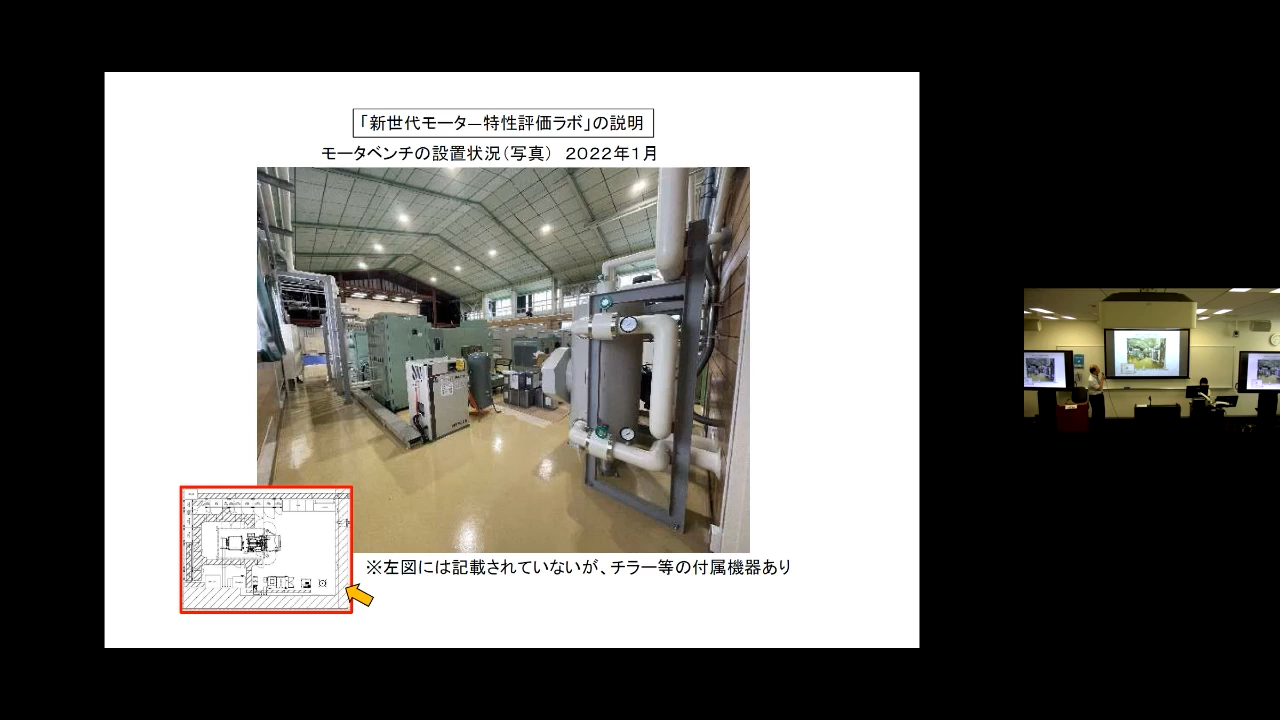 「新世代モーター特性評価ラボ」の説明
モータベンチの設置状況（写真）　２０２２年１月
※左図には記載されていないが、チラー等の付属機器あり